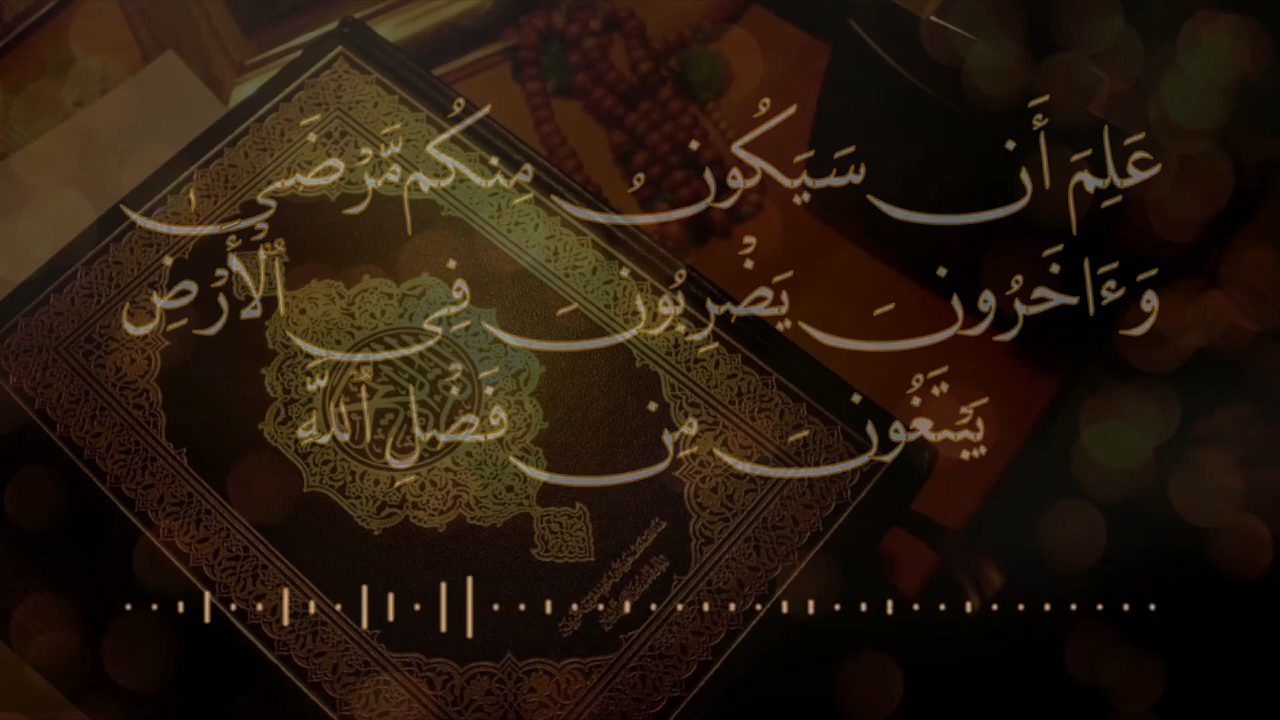 عَلِمَ أَن سَيَكُونُ مِنكُم مَّرْضَىٰ
وَءَاخَرُونَ يَضْرِبُونَ فِي ٱلْأَرْضِ
يَبْتَغُونَ مِن فَضْلِ ٱللَّهِ